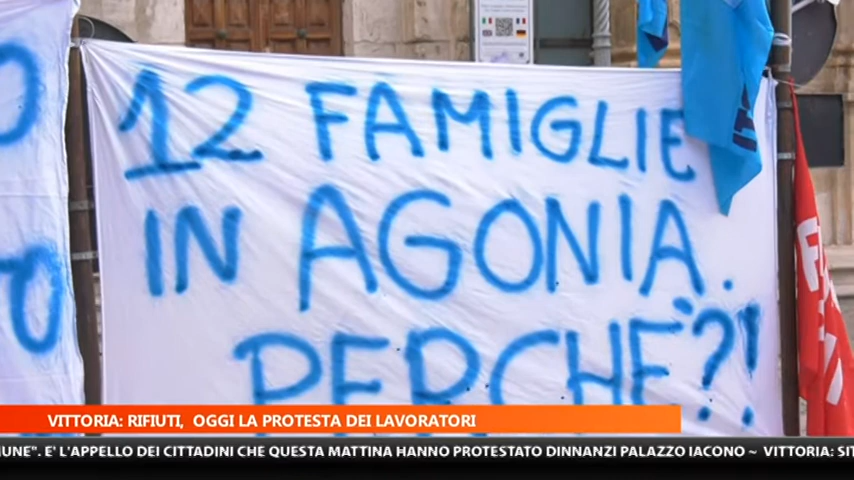 12 FAMIGLIE
IN AGONIA.
PERCHE'?!
VITTORIA: RIFIUTI, OGGI LA PROTESTA DEI LAVORATORI
MUNE". E' L'APPELLO DEI CITTADINI CHE QUESTA MATTINA HANNO PROTESTATO DINNANZI PALAZZO IACONO ~ VITTORIA: SIT